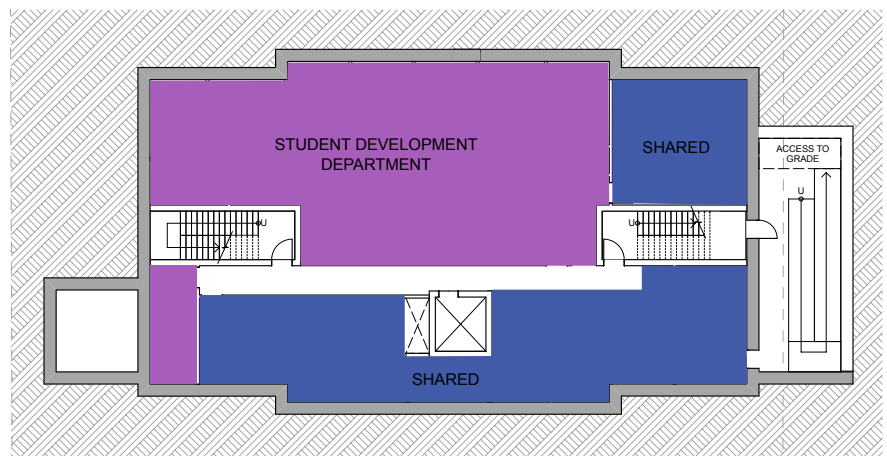 STUDENT DEVELOPMENT
DEPARTMENT
SHARED
ACCESS TO
GRADE
U
U
U
SHARED